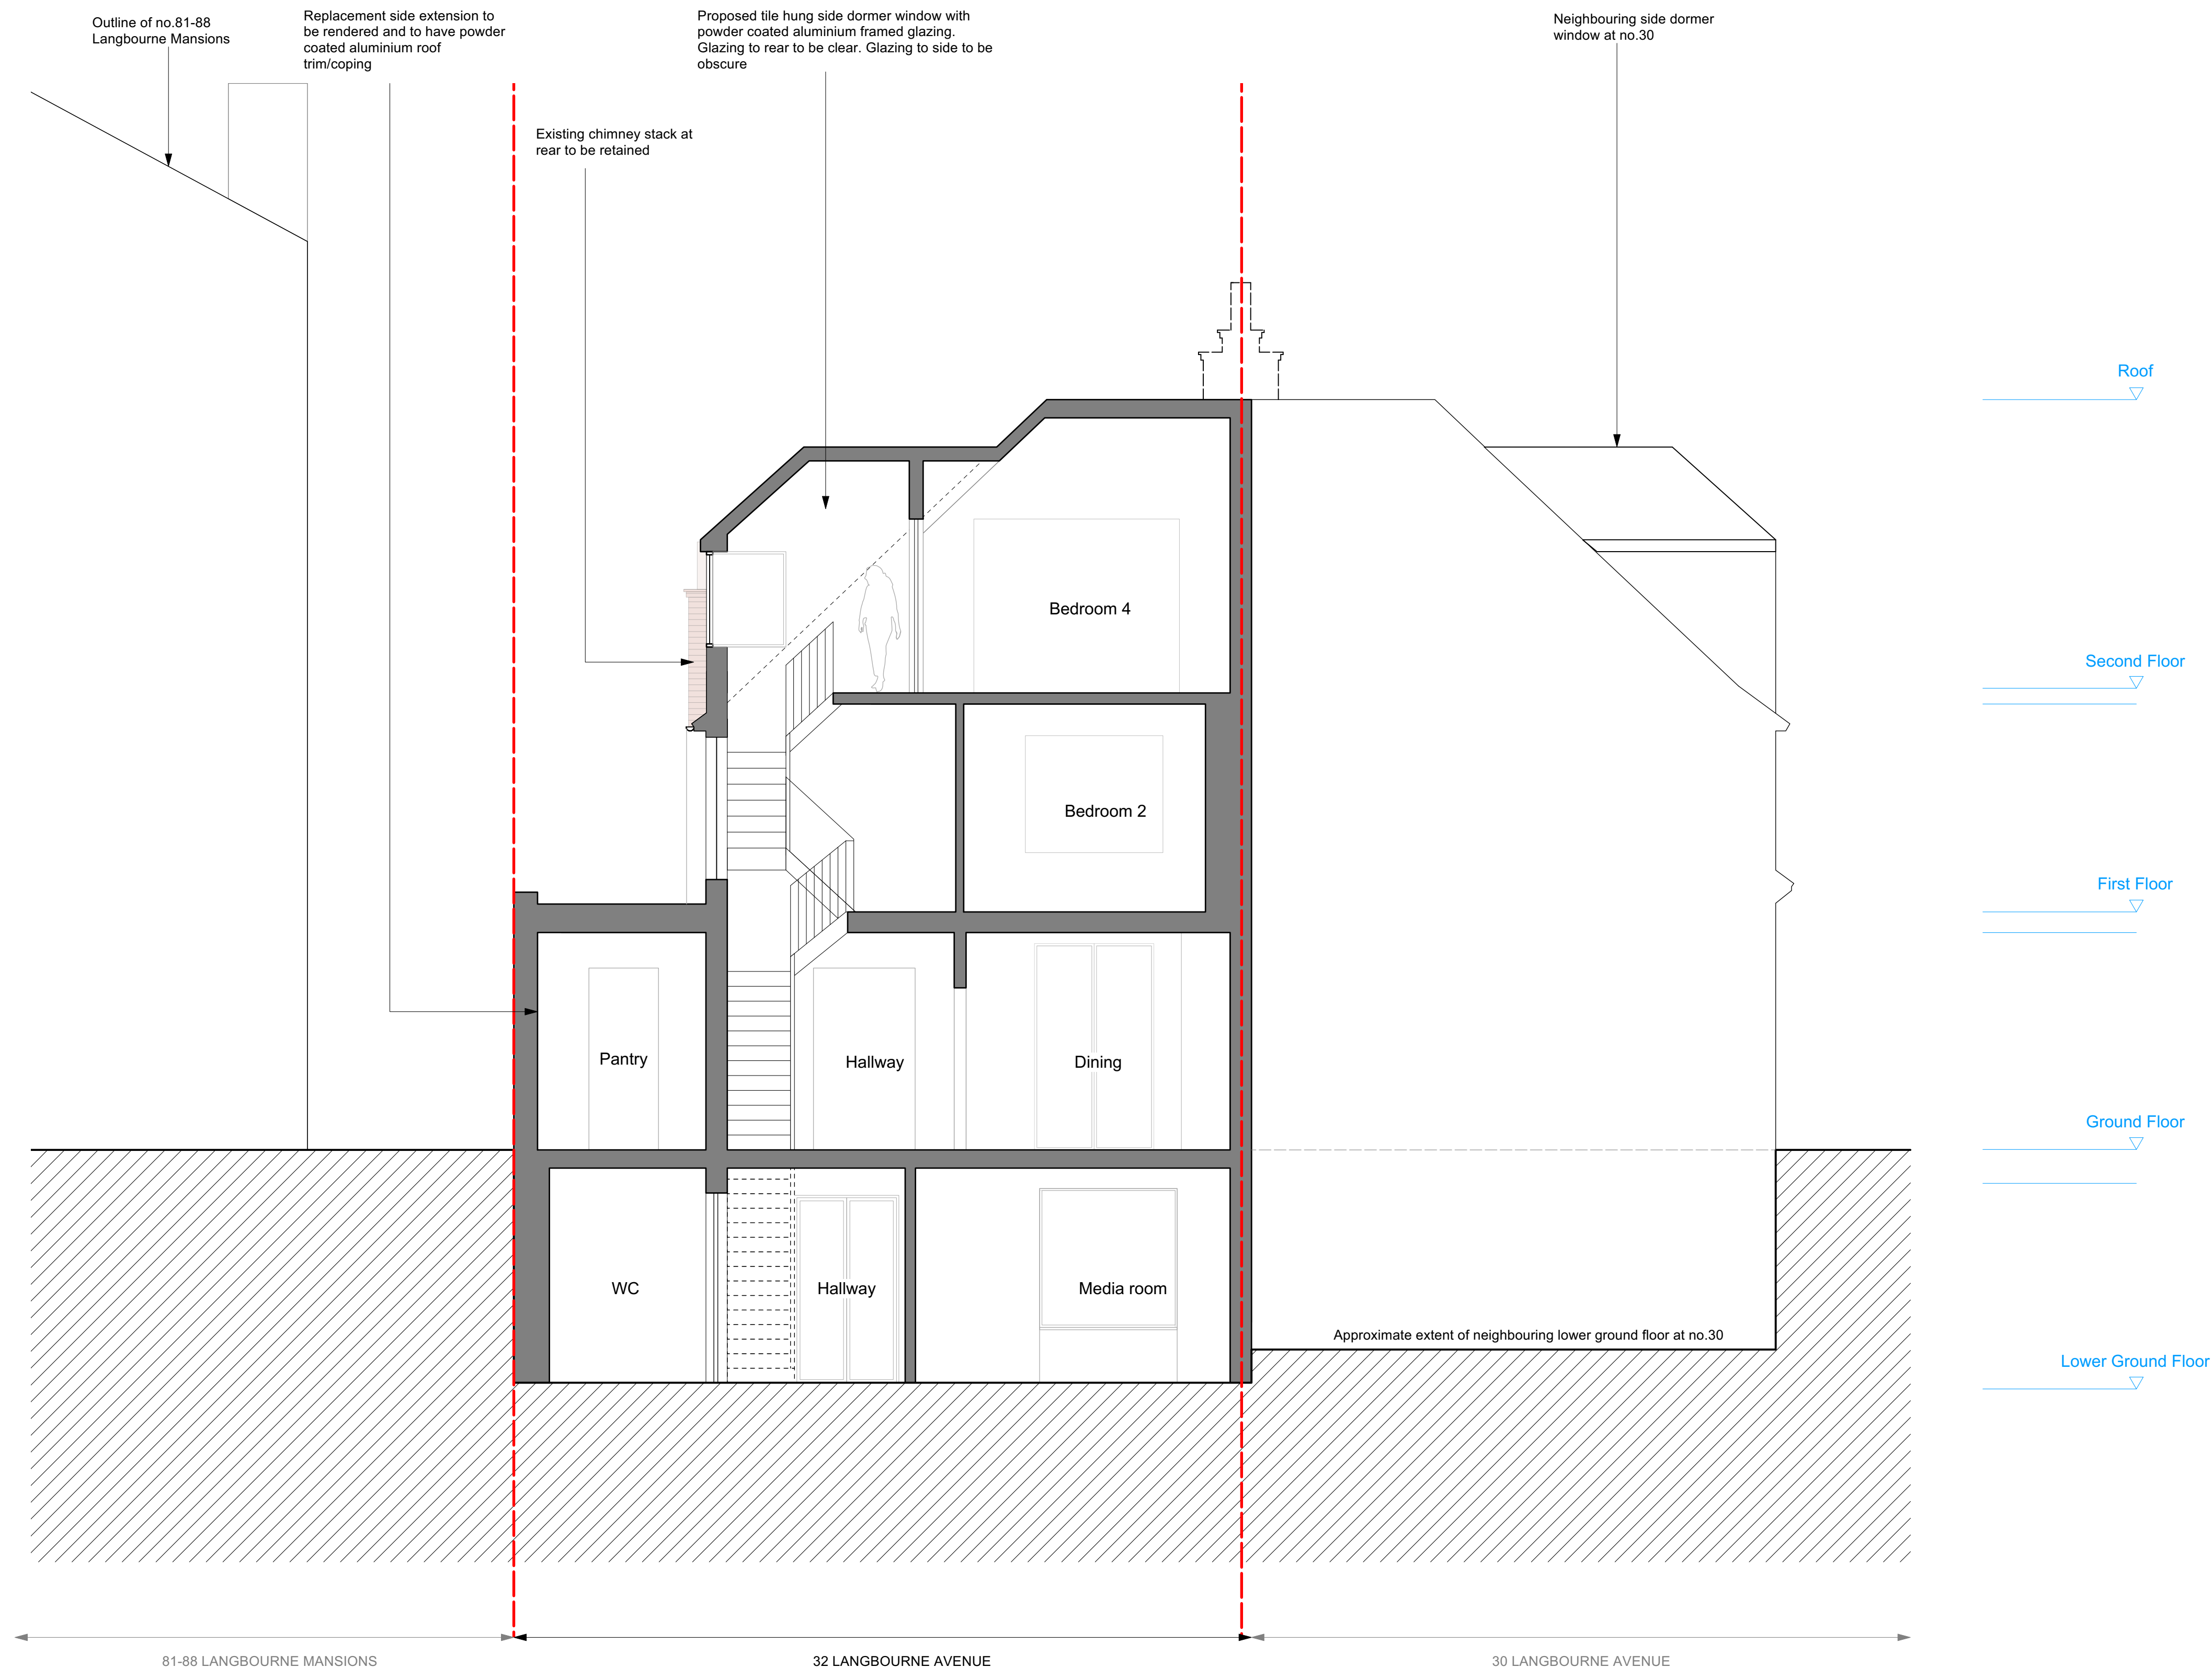 Outline of no.81-88
Langbourne Mansions
Replacement side extension to
be rendered and to have powder
coated aluminium roof
trim/coping
Proposed tile hung side dormer window with
powder coated aluminium framed glazing.
Glazing to rear to be clear. Glazing to side to be
obscure
Neighbouring side dormer
window at no.30
Existing chimney stack at
rear to be retained
Roof
Bedroom 4
Second Floor
Bedroom 2
First Floor
Pantry
Hallway
Dining
Ground Floor
WC
Hallway
Media room
Approximate extent of neighbouring lower ground floor at no.30
Lower Ground Floor
81-88 LANGBOURNE MANSIONS
32 LANGBOURNE AVENUE
30 LANGBOURNE AVENUE